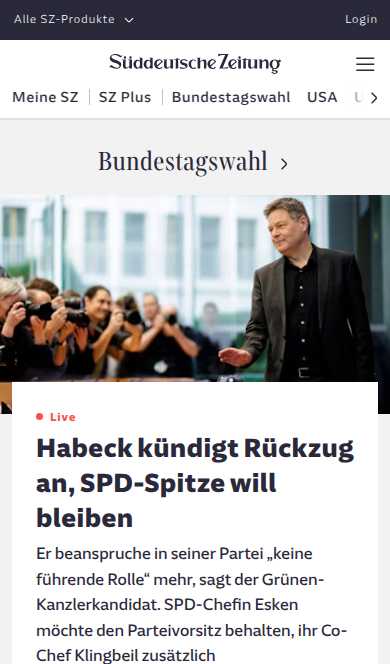 Alle SZ-Produkte
Login
Süddeutsche Zeitung
Meine SZ
SZ Plus
Bundestagswahl
USA
Bundestagswahl
Live
Habeck kündigt Rückzug
an, SPD-Spitze will
bleiben
Er beanspruche in seiner Partei „keine
führende Rolle“ mehr, sagt der Grünen-
Kanzlerkandidat. SPD-Chefin Esken
möchte den Parteivorsitz behalten, ihr Co-
Chef Klingbeil zusätzlich